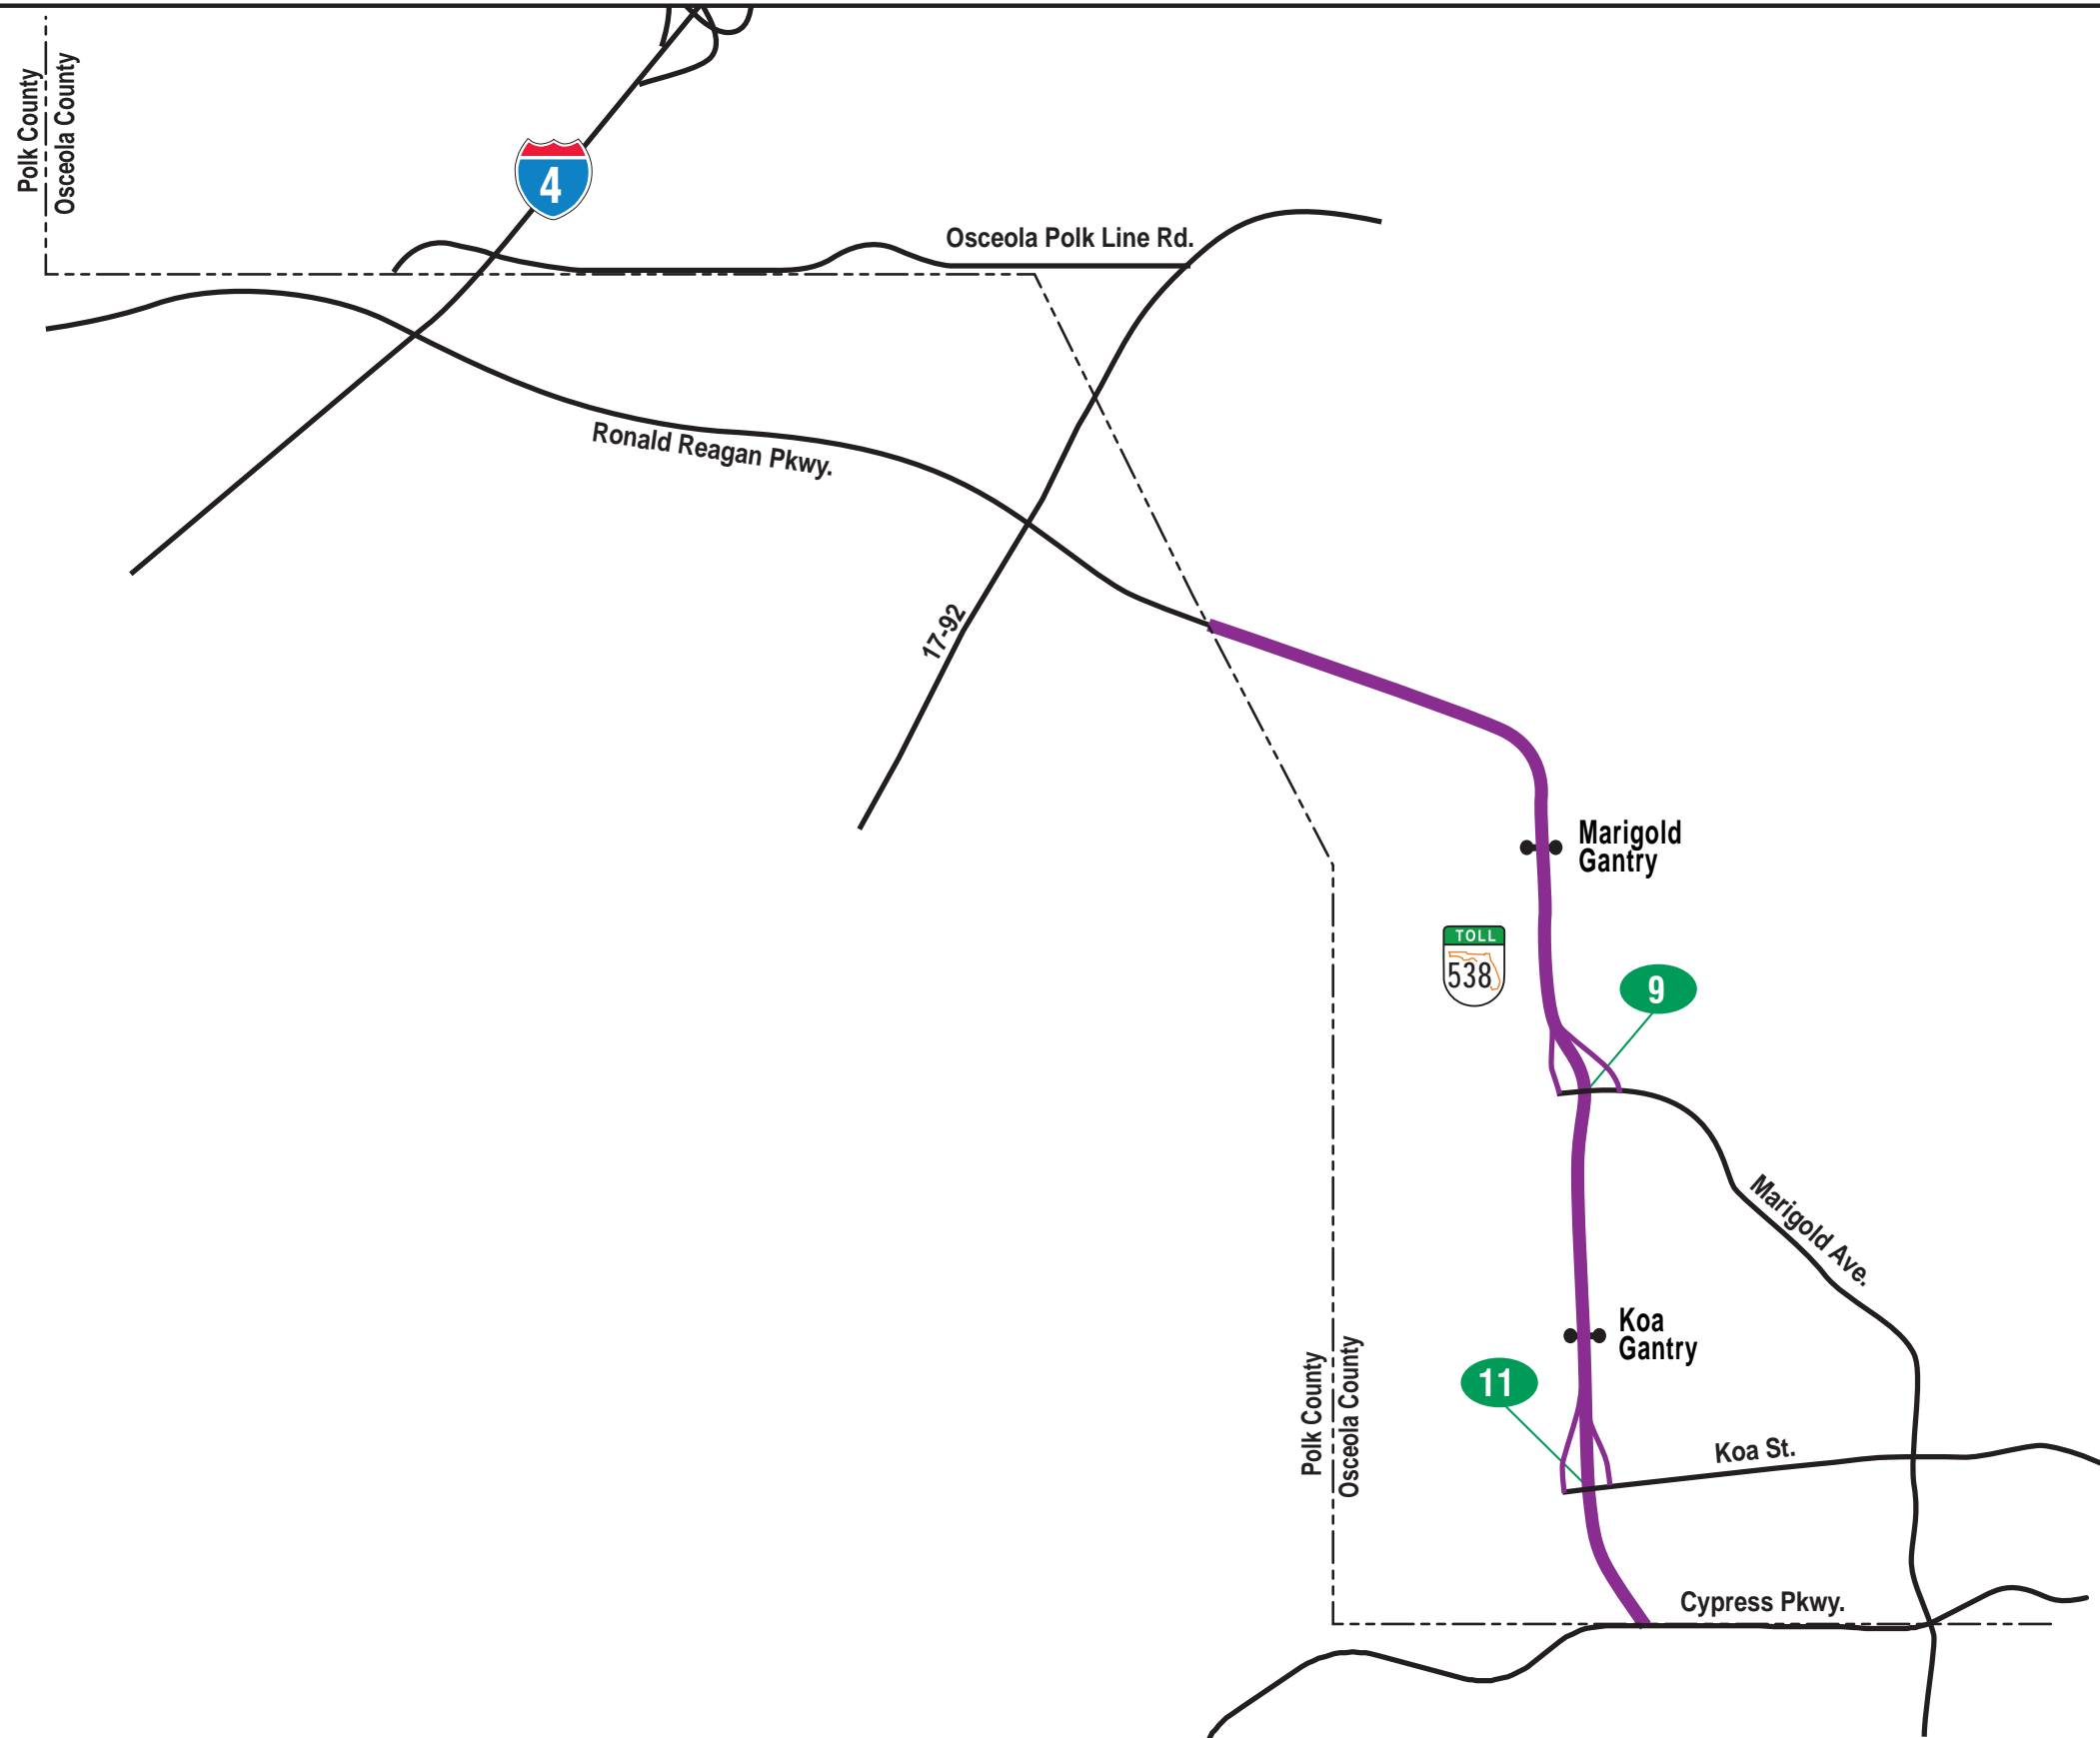 Polk County
Osceola County
4
Osceola Polk Line Rd.
Ronald Reagan Pkwy.
17-92
Marigold
Gantry
TOLL
538
9
Marigold Ave.
Koa
Gantry
11
Polk County
Osceola County
Koa St.
Cypress Pkwy.